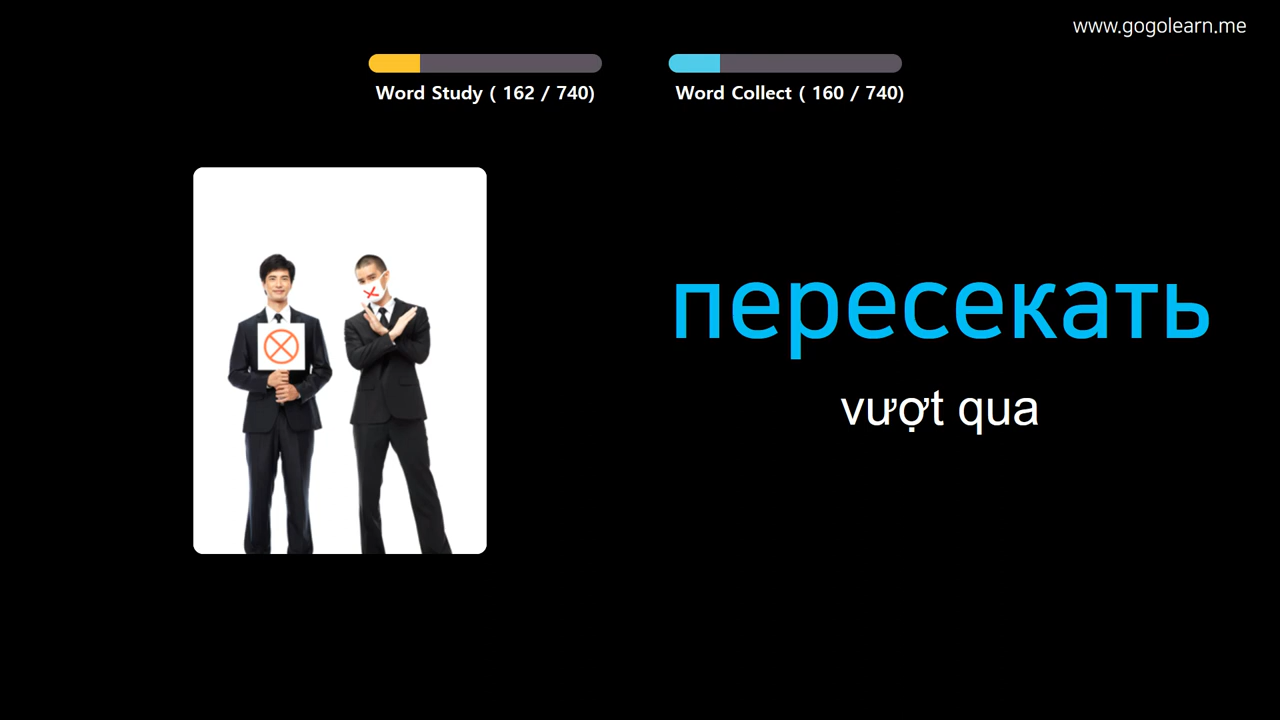 www.gogolearn.me
Word Study ( 162 / 740)
Word Collect ( 160 / 740)
пересекать
vượt qua